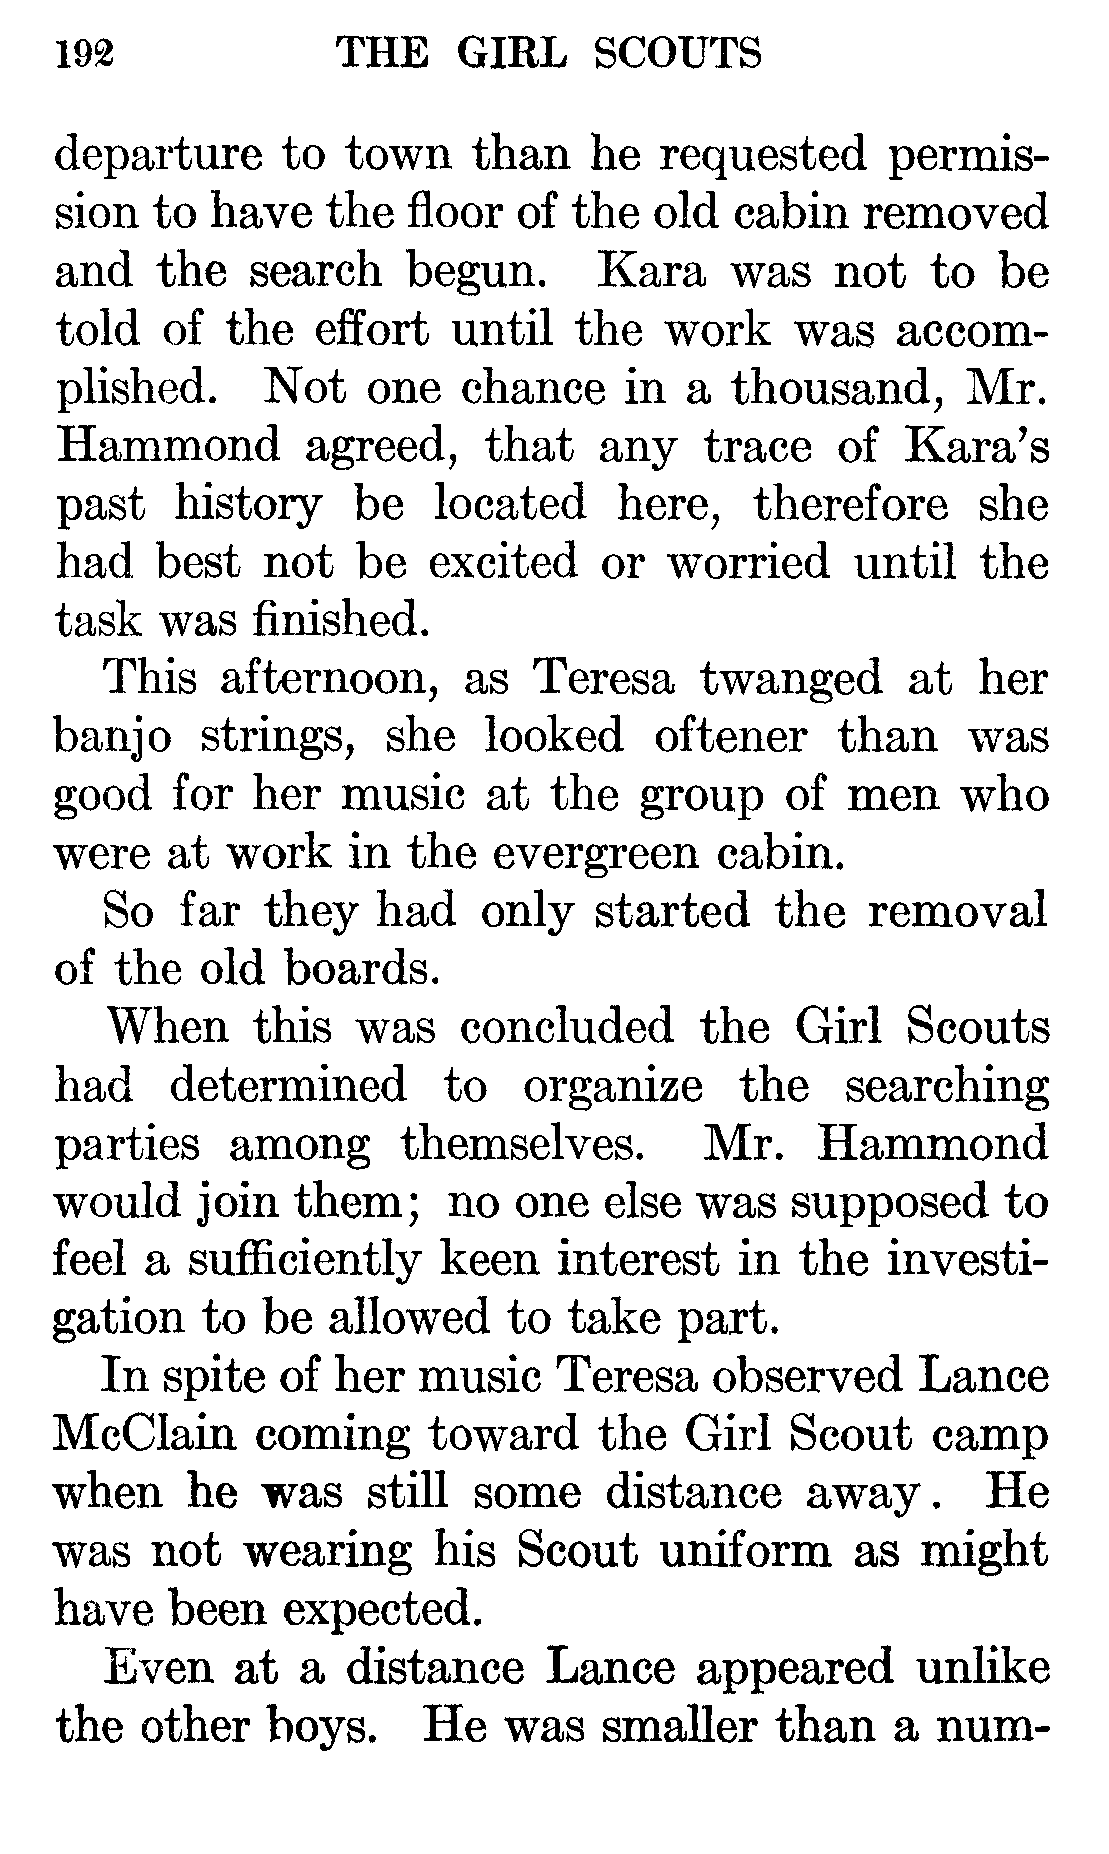 192 THE GIRL SCOUTS
departure to town than he requested permis-
sion to have the floor of the old cabin removed
and the search begun. Kara was not to be
told of the effort until the work was accom-
plished. Not one chance in a thousand, Mr.
Hammond agreed, that any trace of Kara's
past history be located here, therefore she
had best not be excited or worried until the
task was finished.
This afternoon, as Teresa twanged at her
banjo strings, she looked oftener than was
good for her music at the group of men who
were at work in the evergreen cabin.
So far they had only started the removal
of the old boards.
When this was concluded the Girl Scouts
had determined to organize the searching
parties among themselves. Mr. Hammond
would join them; no one else was supposed to
feel a sufficiently keen interest in the investi-
gation to be allowed to take part.
In spite of her music Teresa observed Lance
McClain coming toward the Girl Scout camp
when he was still some distance away. He
was not wearing his Scout uniform as might
have been expected.
Even at a distance Lance appeared unlike
the other boys. He was smaller than a num-